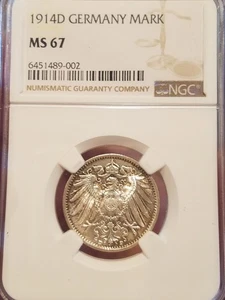 1914D GERMANY MARK
MS 67
6451489-002
NUMISMATIC GUARANTY COMPANY
NGC